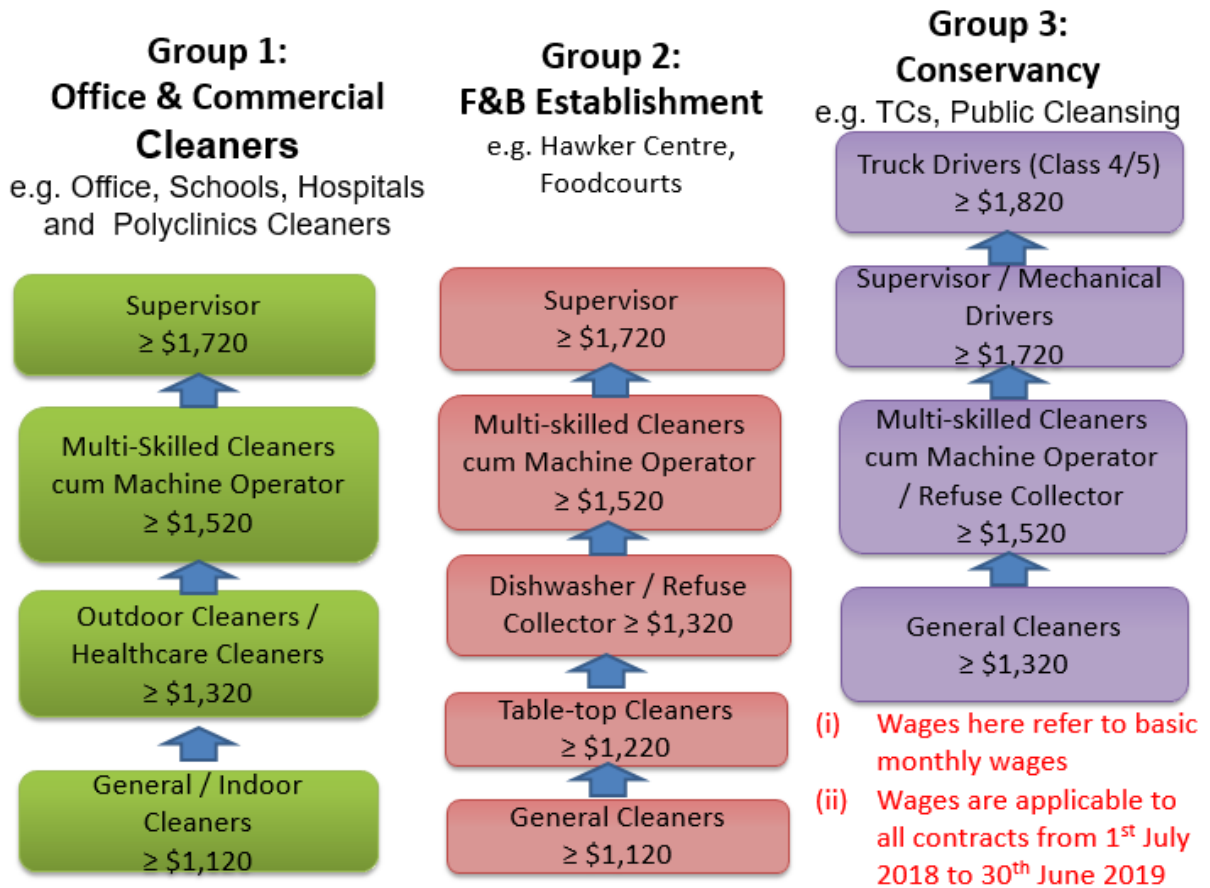 Group 1:
Office & Commercial
Cleaners
e.g. Office, Schools, Hospitals
and Polyclinics Cleaners
Supervisor
≥ $1,720
Multi-Skilled Cleaners
cum Machine Operator
≥ $1,520
Outdoor Cleaners /
Healthcare Cleaners
≥ $1,320
General / Indoor
Cleaners
≥ $1,120
Group 2:
F&B Establishment
e.g. Hawker Centre,
Foodcourts
Supervisor
≥ $1,720
Multi-skilled Cleaners
cum Machine Operator
≥ $1,520
Dishwasher / Refuse
Collector ≥ $1,320
Table-top Cleaners
≥ $1,220
General Cleaners
≥ $1,120
Group 3:
Conservancy
e.g. TCs, Public Cleansing
Truck Drivers (Class 4/5)
≥ $1,820
Supervisor / Mechanical
Drivers
≥ $1,720
Multi-skilled Cleaners
cum Machine Operator
/ Refuse Collector
≥ $1,520
General Cleaners
≥ $1,320
(i) Wages here refer to basic
monthly wages
(ii) Wages are applicable to
all contracts from 1st July
2018 to 30th June 2019